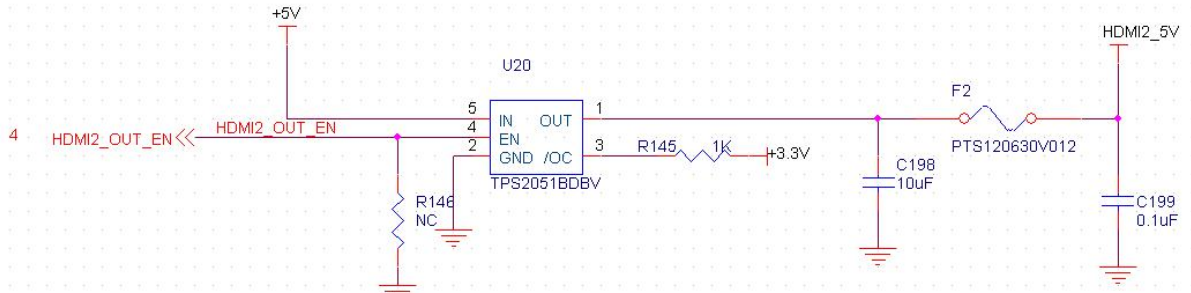 +5V
HDMI2_5V
U20
F2
5 IN OUT 1
4 HDMI2_OUT_EN HDMI2_OUT_EN 4 EN
2 GND /OC 3 R145 1K +3.3V
PTS120630V012
TPS2051BDBV
C198
10uF
R146
NC
C199
0.1uF